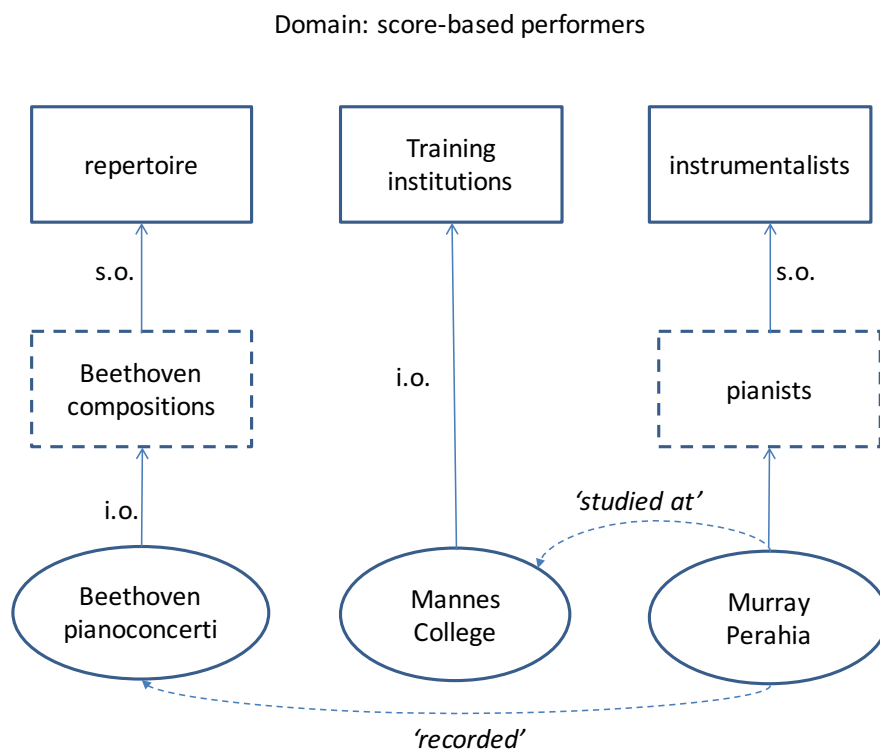 Domain: score-based performers
repertoire
Training
institutions
instrumentalists
s.o.
s.o.
Beethoven
compositions
i.o.
pianists
i.o.
‘studied at’
Beethoven
pianoconcerti
Mannes
College
Murray
Perahia
‘recorded’